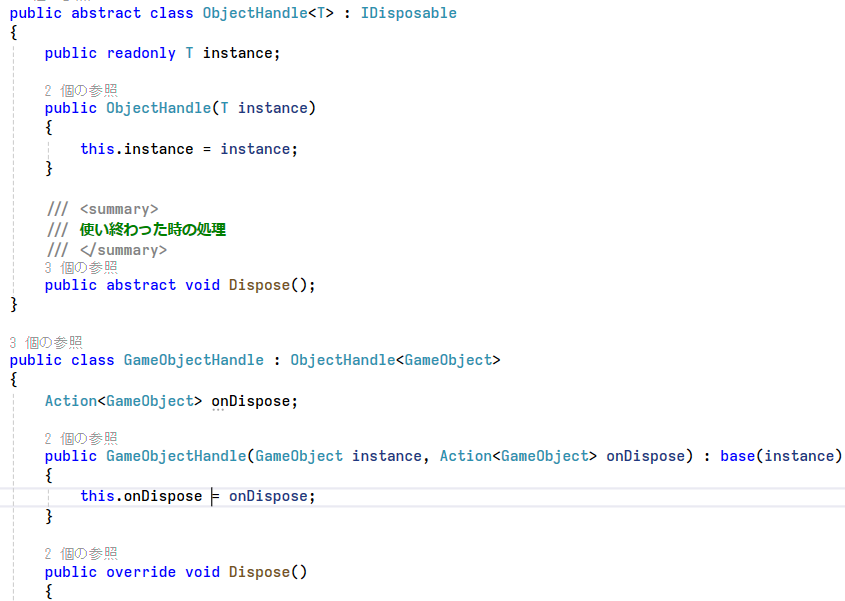 public abstract class ObjectHandle<T> : IDisposable
{
public readonly T instance;
2 個の参照
public ObjectHandle(T instance)
{
this.instance = instance;
}
/// <summary>
/// 使い終わった時の処理
/// </summary>
3 個の参照
public abstract void Dispose();
}
3 個の参照
public class GameObjectHandle : ObjectHandle<GameObject>
{
Action<GameObject> onDispose;
2 個の参照
public GameObjectHandle(GameObject instance, Action<GameObject> onDispose) : base(instance)
{
this.onDispose = onDispose;
}
2 個の参照
public override void Dispose()
{